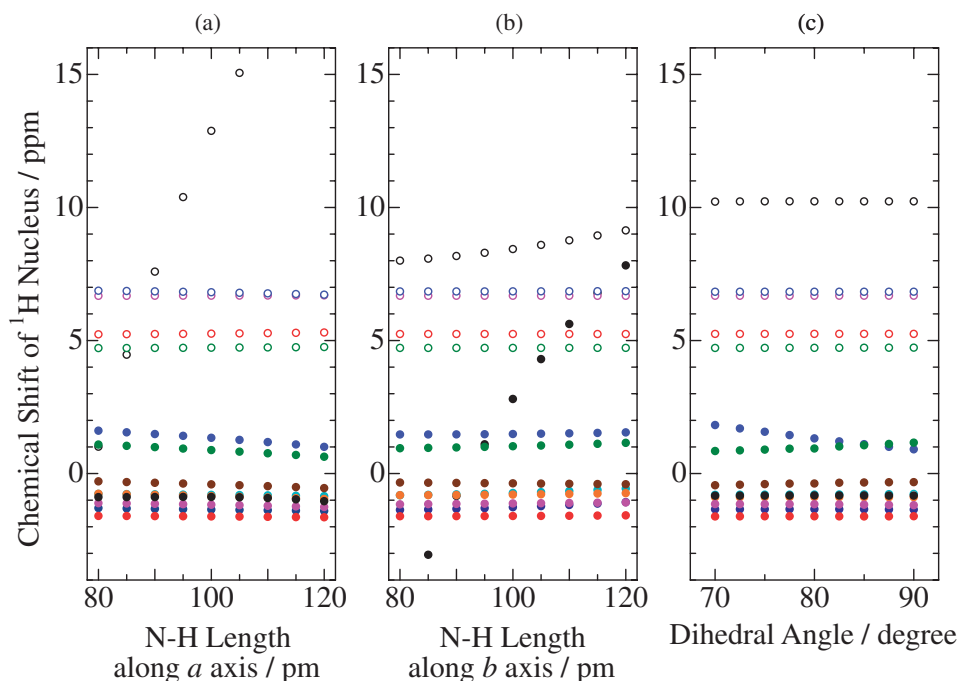 (a)
(b)
(c)
Chemical Shift of ¹H Nucleus / ppm
15
10
5
0
80
100
120
N-H Length
along a axis / pm
15
10
5
0
80
100
120
N-H Length
along b axis / pm
15
10
5
0
70
80
90
Dihedral Angle / degree